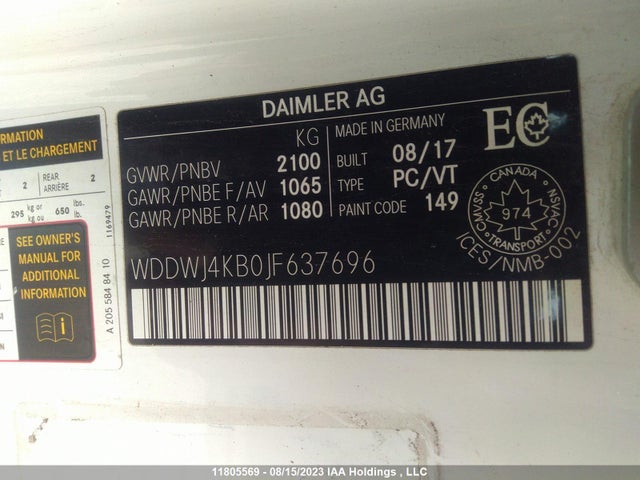 DAIMLER AG
KG
GVWR/PNBV 2100
GAWR/PNBE F/AV 1065
GAWR/PNBE R/AR 1080
MADE IN GERMANY
BUILT 08/17
TYPE PC/VT
PAINT CODE 149
EC
CANADA
CMVSS NSVAC
974
TRANSPORT
ICES/NMB-002
WDDWJ4KB0JF637696
ORMATION
ET LE CHARGEMENT
2 REAR 2
ARRIÈRE
295 kg or 650 lbs.
kg ou lb.
SEE OWNER'S
MANUAL FOR
ADDITIONAL
INFORMATION
1169479
A 205 584 84 10
11805569 - 08/15/2023 IAA Holdings , LLC